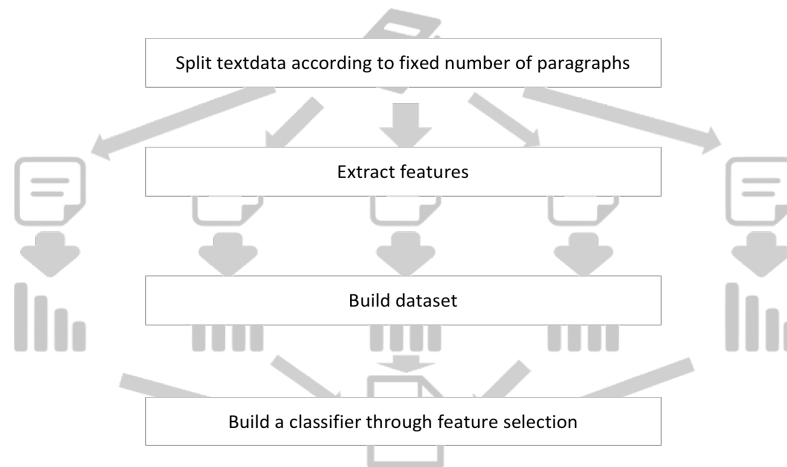 Split textdata according to fixed number of paragraphs
Extract features
Build dataset
Build a classifier through feature selection